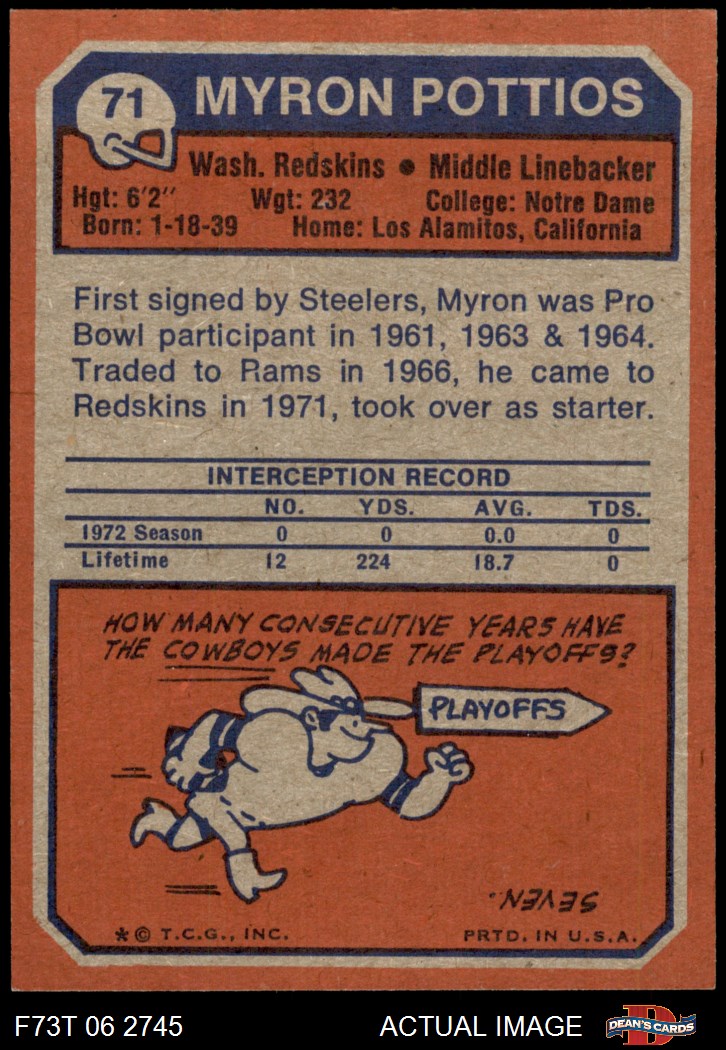 71
MYRON POTTIOS
Wash. Redskins • Middle Linebacker
Hgt: 6'2" Wgt: 232 College: Notre Dame
Born: 1-18-39 Home: Los Alamitos, California
First signed by Steelers, Myron was Pro
Bowl participant in 1961, 1963 & 1964.
Traded to Rams in 1966, he came to
Redskins in 1971, took over as starter.
INTERCEPTION RECORD
NO. YDS. AVG. TDS.
1972 Season 0 0 0.0 0
Lifetime 12 224 18.7 0
HOW MANY CONSECUTIVE YEARS HAVE
THE COWBOYS MADE THE PLAYOFFS?
PLAYOFFS
SEVEN.
* © T.C.G., INC. PRTD. IN U.S.A.
F73T 06 2745 ACTUAL IMAGE D DEAN'S CARDS